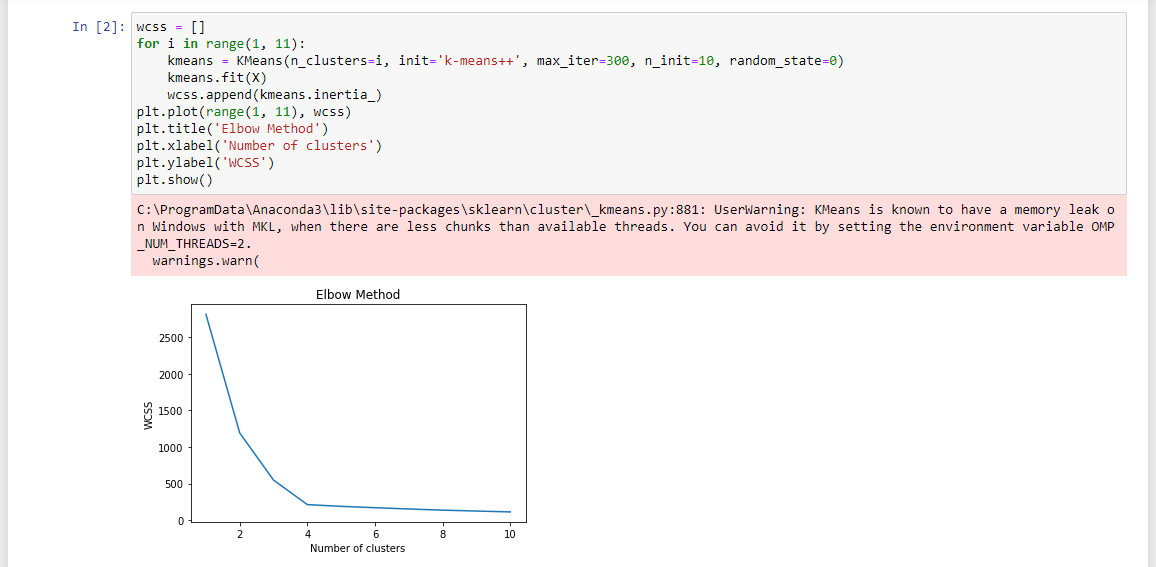 In [2]: wcss = []
for i in range(1, 11):
    kmeans = KMeans(n_clusters=i, init='k-means++', max_iter=300, n_init=10, random_state=0)
    kmeans.fit(X)
    wcss.append(kmeans.inertia_)
plt.plot(range(1, 11), wcss)
plt.title('Elbow Method')
plt.xlabel('Number of clusters')
plt.ylabel('WCSS')
plt.show()
C:\ProgramData\Anaconda3\lib\site-packages\sklearn\cluster\_kmeans.py:881: UserWarning: KMeans is known to have a memory leak o
n Windows with MKL, when there are less chunks than available threads. You can avoid it by setting the environment variable OMP
_NUM_THREADS=2.
  warnings.warn(
Elbow Method
2500
2000
1500
1000
500
0
WCSS
2 4 6 8 10
Number of clusters